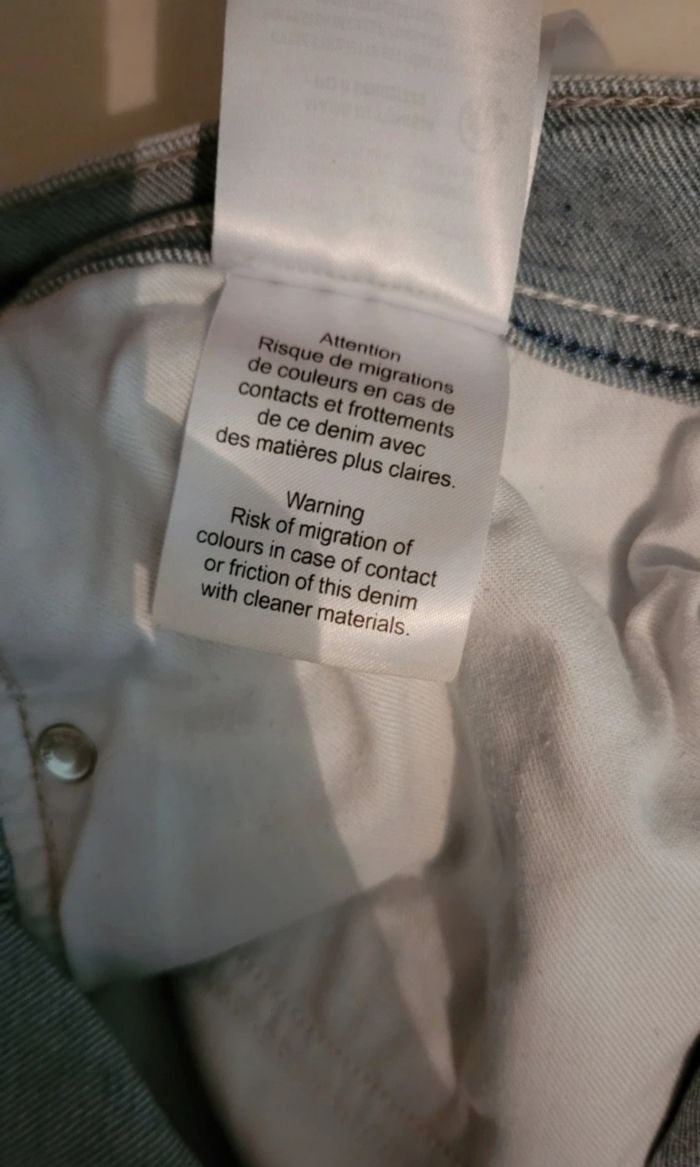 Attention
Risque de migrations
de couleurs en cas de
contacts et frottements
de ce denim avec
des matières plus claires.
Warning
Risk of migration of
colours in case of contact
or friction of this denim
with cleaner materials.